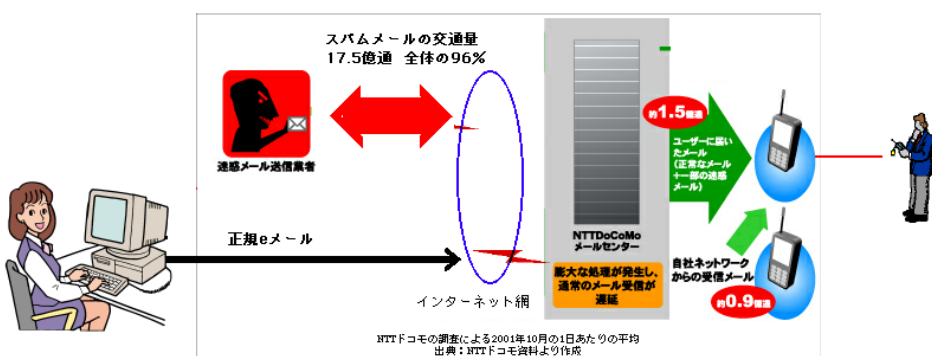 スパムメールの交通量
17.5億通 全体の96%
迷惑メール送信業者
正規eメール
インターネット網
NTTDoCoMo
メールセンター
膨大な処理が発生し、
通常のメール受信が
遅延
約1.5億通
ユーザーに届い
たメール
(正常なメール
+一部の迷惑
メール)
自社ネットワーク
からの受信メール
約0.9億通
NTTドコモの調査による2001年10月の1日あたりの平均
出典:NTTドコモ資料より作成